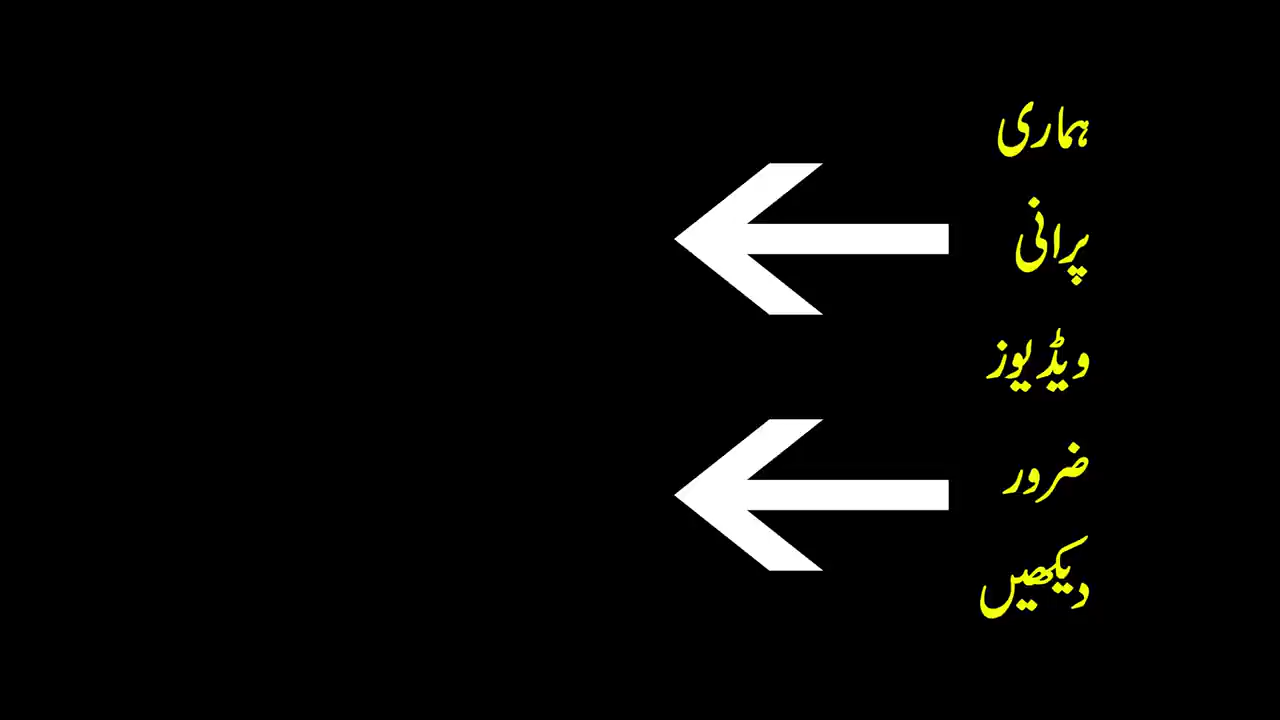 ہماری
پرانی
ویڈیوز
ضرور
دیکھیں